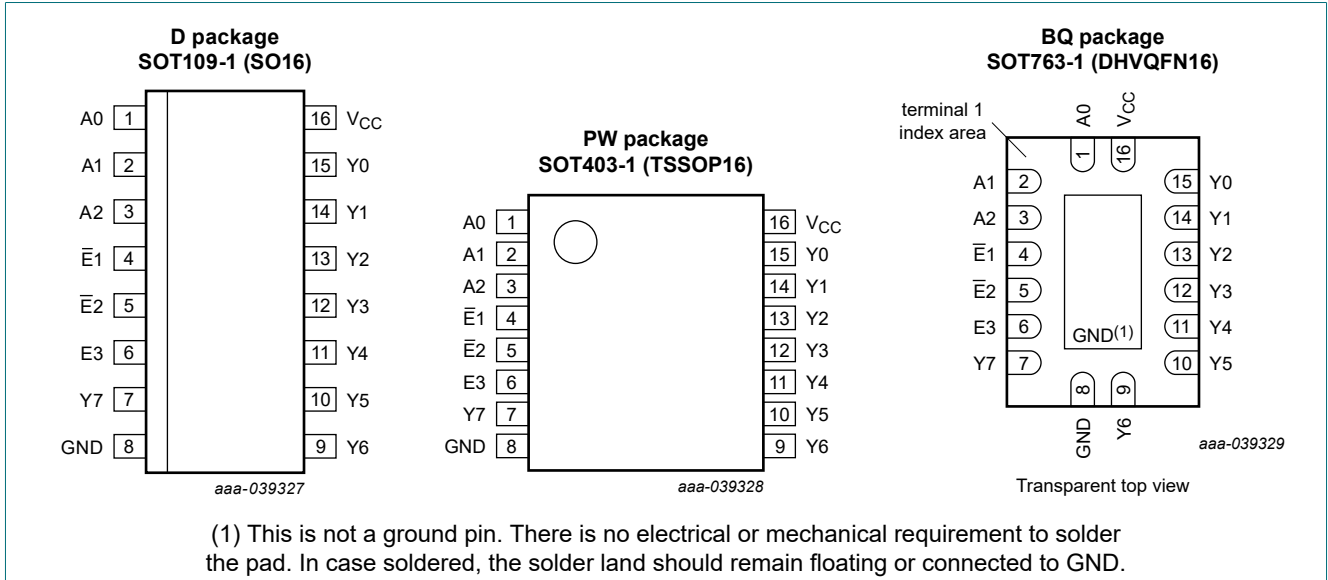 D package
SOT109-1 (SO16)
A0 1 16 VCC
A1 2 15 Y0
A2 3 14 Y1
E̅1 4 13 Y2
E̅2 5 12 Y3
E3 6 11 Y4
Y7 7 10 Y5
GND 8 9 Y6
aaa-039327
PW package
SOT403-1 (TSSOP16)
A0 1 16 VCC
A1 2 15 Y0
A2 3 14 Y1
E̅1 4 13 Y2
E̅2 5 12 Y3
E3 6 11 Y4
Y7 7 10 Y5
GND 8 9 Y6
aaa-039328
BQ package
SOT763-1 (DHVQFN16)
terminal 1
index area
A0 VCC
1 16
A1 2 15 Y0
A2 3 14 Y1
E̅1 4 13 Y2
E̅2 5 12 Y3
E3 6 11 Y4
GND(1)
Y7 7 10 Y5
8 9
GND Y6
aaa-039329
Transparent top view
(1) This is not a ground pin. There is no electrical or mechanical requirement to solder
the pad. In case soldered, the solder land should remain floating or connected to GND.